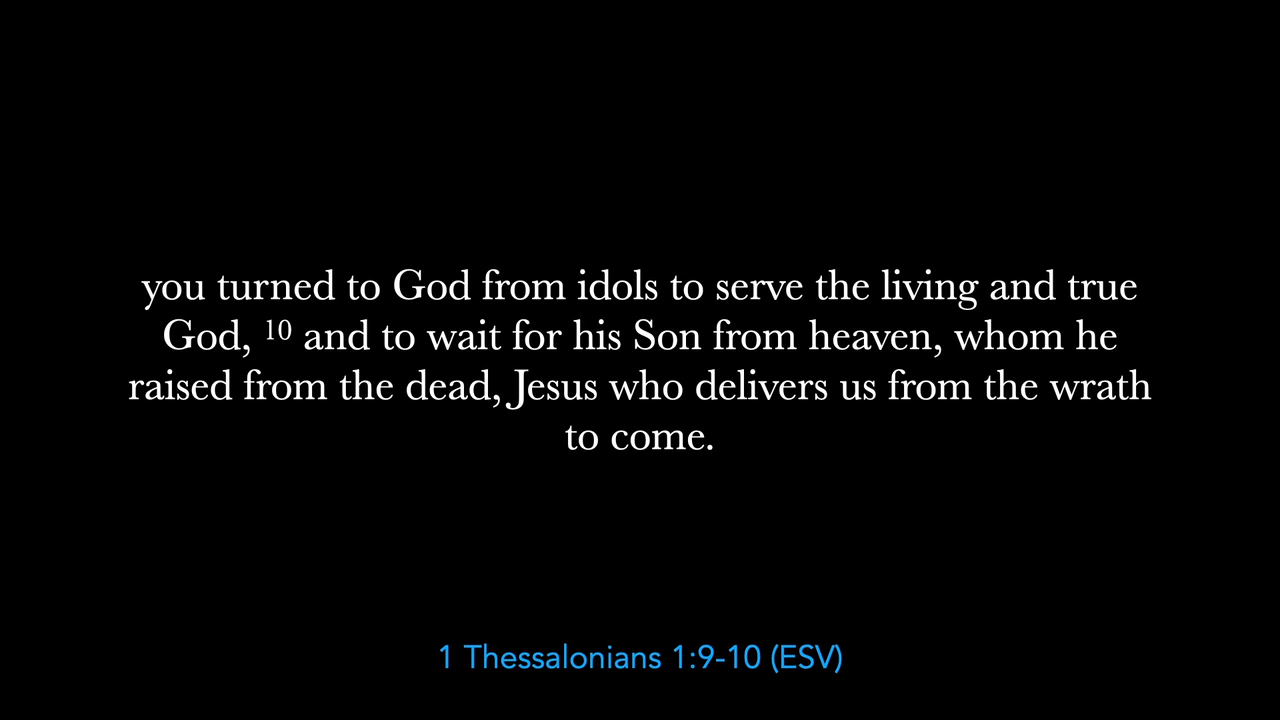 you turned to God from idols to serve the living and true
God, 10 and to wait for his Son from heaven, whom he
raised from the dead, Jesus who delivers us from the wrath
to come.
1 Thessalonians 1:9-10 (ESV)